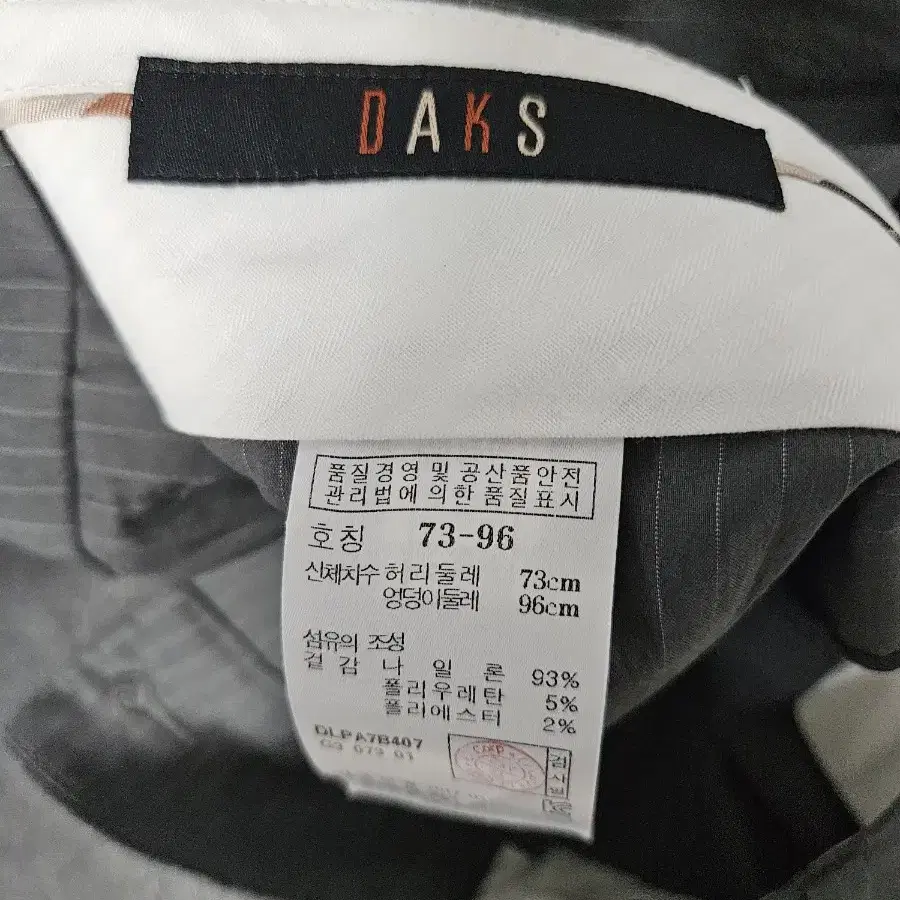 DAKS
품질경영 및 공산품안전
관리법에 의한 품질표시
호칭 73-96
신체치수 허리둘레 73cm
엉덩이둘레 96cm
섬유의 조성
겉감 나일론 93%
폴리우레탄 5%
폴리에스터 2%
DLPA7B407
G3 073 01
검사필